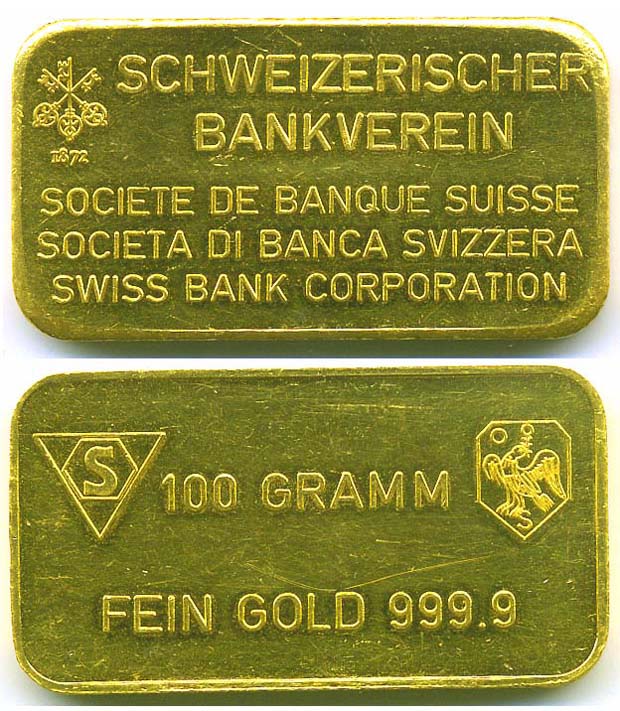 SCHWEIZERISCHER
BANKVEREIN
1872
SOCIETE DE BANQUE SUISSE
SOCIETA DI BANCA SVIZZERA
SWISS BANK CORPORATION
S
100 GRAMM
S
FEIN GOLD 999.9